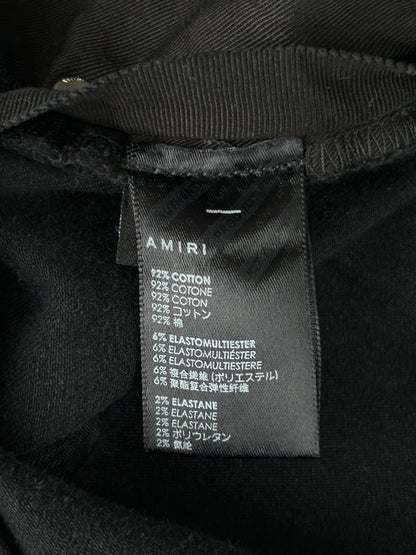 AMIRI
92% COTTON
92% COTONE
92% COTON
92% コットン
92% 棉
6% ELASTOMULTIESTER
6% ELASTOMULTIÉSTER
6% ELASTOMULTIESTERE
6% 複合繊維 (ポリエステル)
6% 聚酯复合弹性纤维
2% ELASTANE
2% ELASTANE
2% ELASTANE
2% ポリウレタン
2% 氨纶